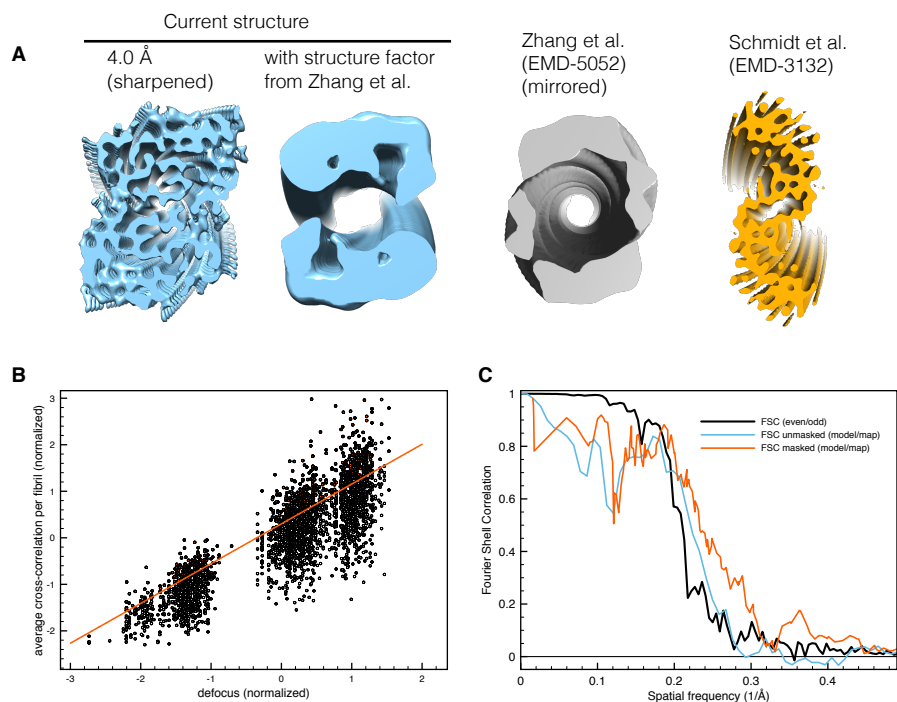 Current structure
A
4.0 Å
(sharpened)
with structure factor
from Zhang et al.
Zhang et al.
(EMD-5052)
(mirrored)
Schmidt et al.
(EMD-3132)
B
average cross-correlation per fibril (normalized)
3
2
1
0
-1
-2
-3
-2
-1
0
1
2
defocus (normalized)
C
Fourier Shell Correlation
1
0.8
0.6
0.4
0.2
0
FSC (even/odd)
FSC unmasked (model/map)
FSC masked (model/map)
0
0.1
0.2
0.3
0.4
Spatial frequency (1/Å)